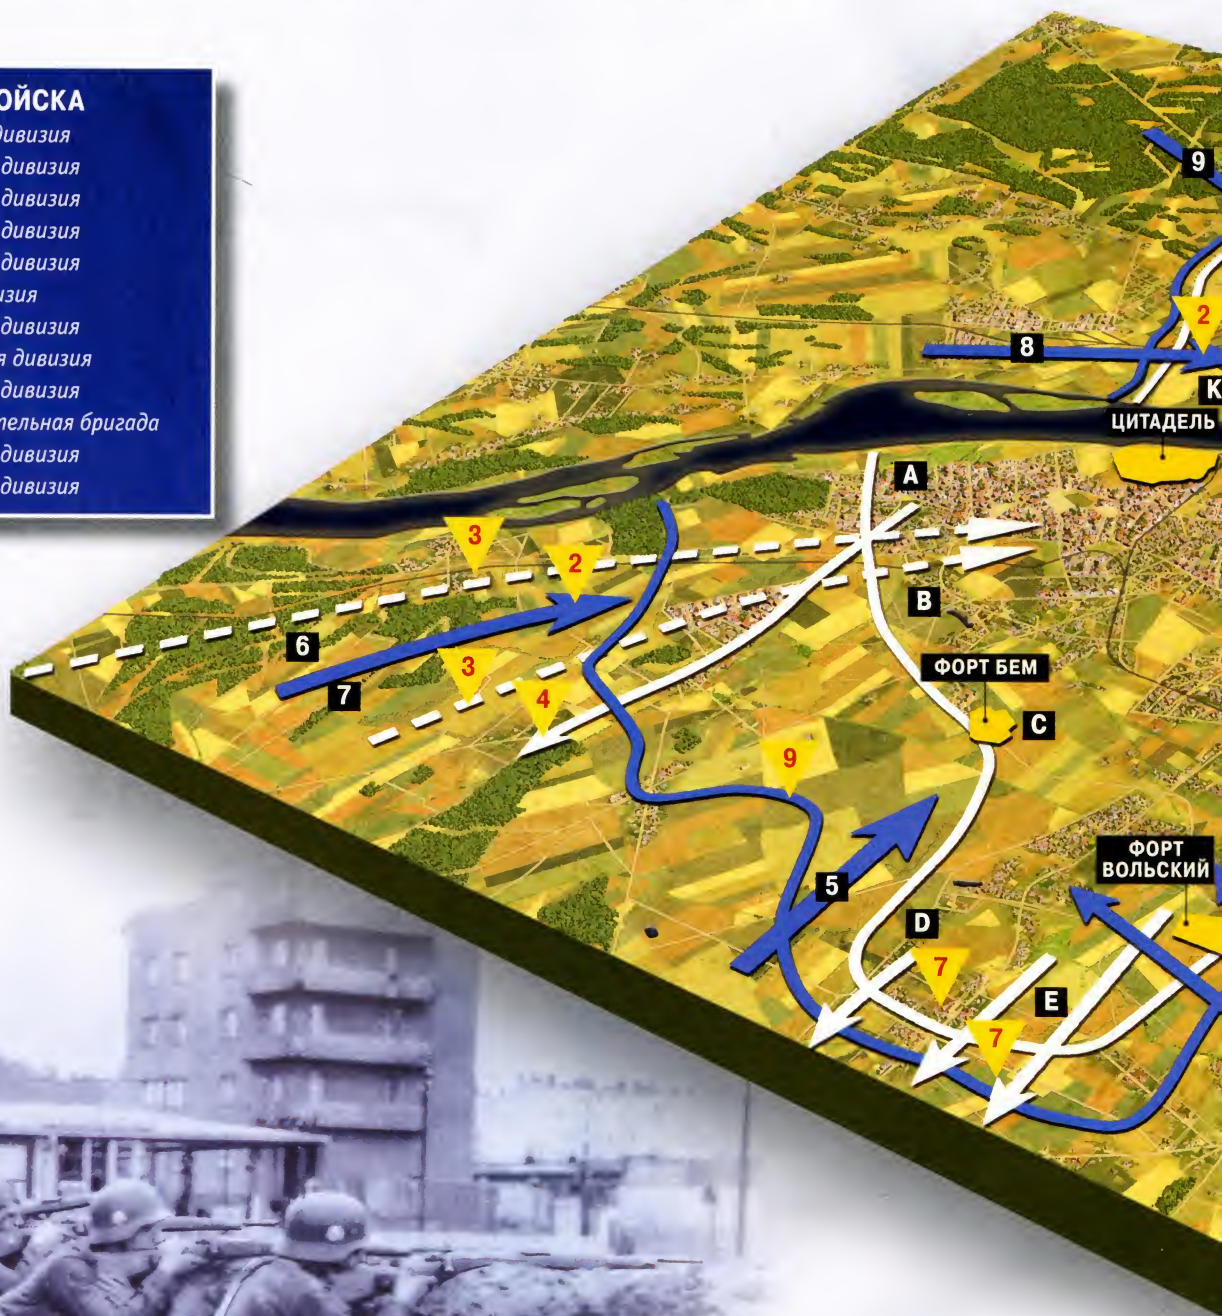 ОЙСКА
дивизия
дивизия
дивизия
дивизия
дивизия
изия
дивизия
я дивизия
дивизия
тельная бригада
дивизия
дивизия
9
2
8
К
ЦИТАДЕЛЬ
A
3
2
B
6
3
7
4
ФОРТ БЕМ
C
9
5
ФОРТ
ВОЛЬСКИЙ
D
7
E
7